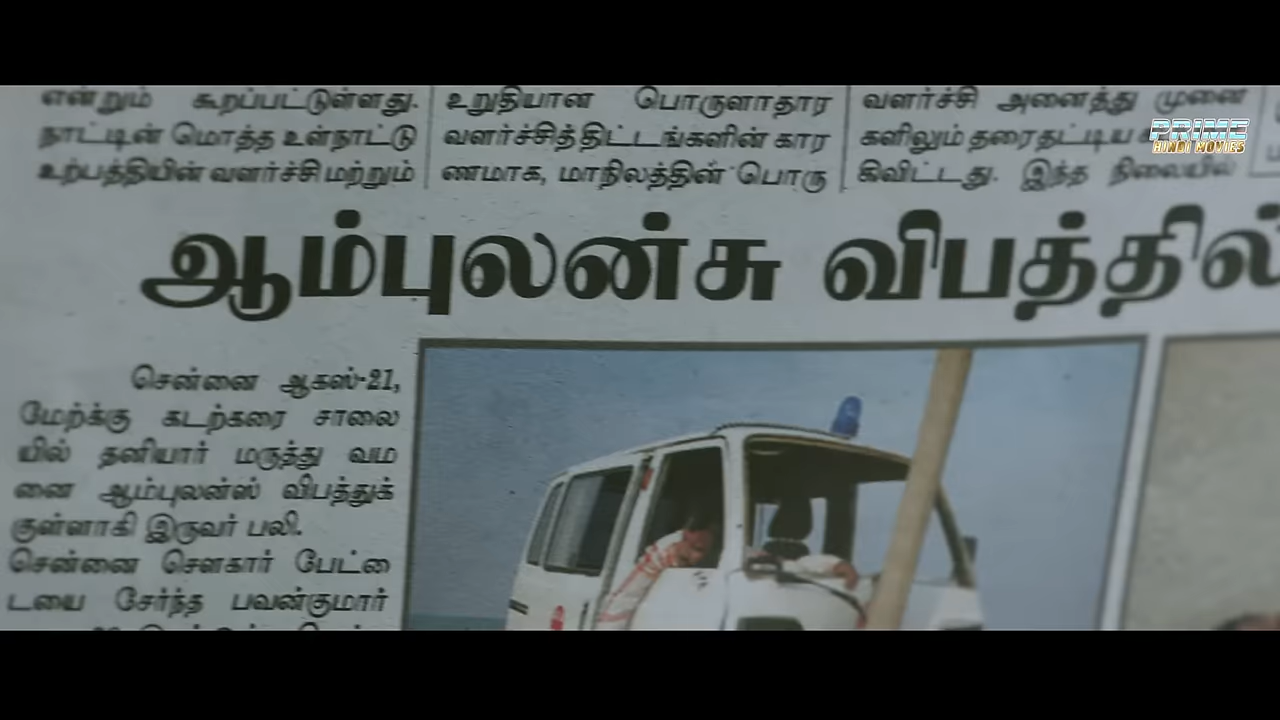 என்றும் கூறப்பட்டுள்ளது.
நாட்டின் மொத்த உள்நாட்டு
உற்பத்தியின் வளர்ச்சி மற்றும்
உறுதியான பொருளாதார
வளர்ச்சித்திட்டங்களின் கார
ணமாக, மாநிலத்தின் பொரு
வளர்ச்சி அனைத்து முனை
களிலும் தரைதட்டிய
கிவிட்டது. இந்த நிலையில்
PRIME
HINDI MOVIES
ஆம்புலன்சு விபத்தில்
சென்னை ஆகஸ்-21,
மேற்க்கு கடற்கரை சாலை
யில் தனியார் மருத்து வம
னை ஆம்புலன்ஸ் விபத்துக்
குள்ளாகி இருவர் பலி.
சென்னை சௌகார் பேட்டை
டயை சேர்ந்த பவன்குமார்